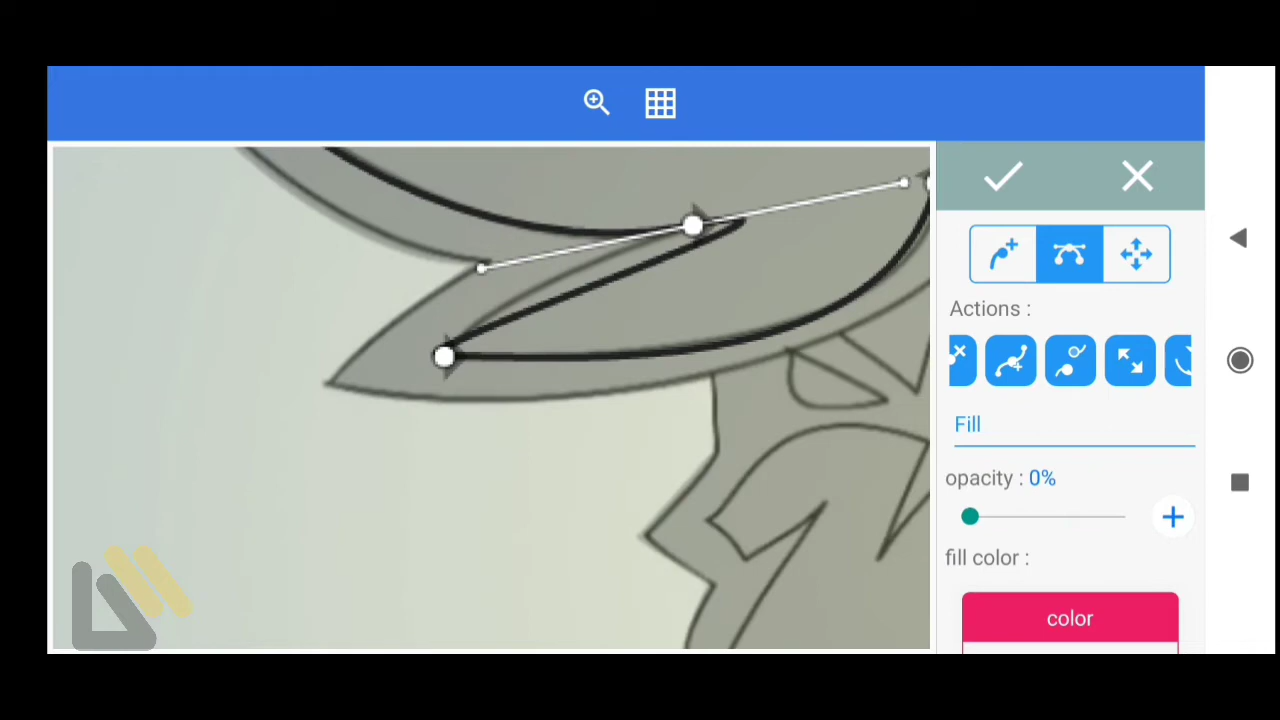 Actions :
Fill
opacity : 0%
fill color :
color